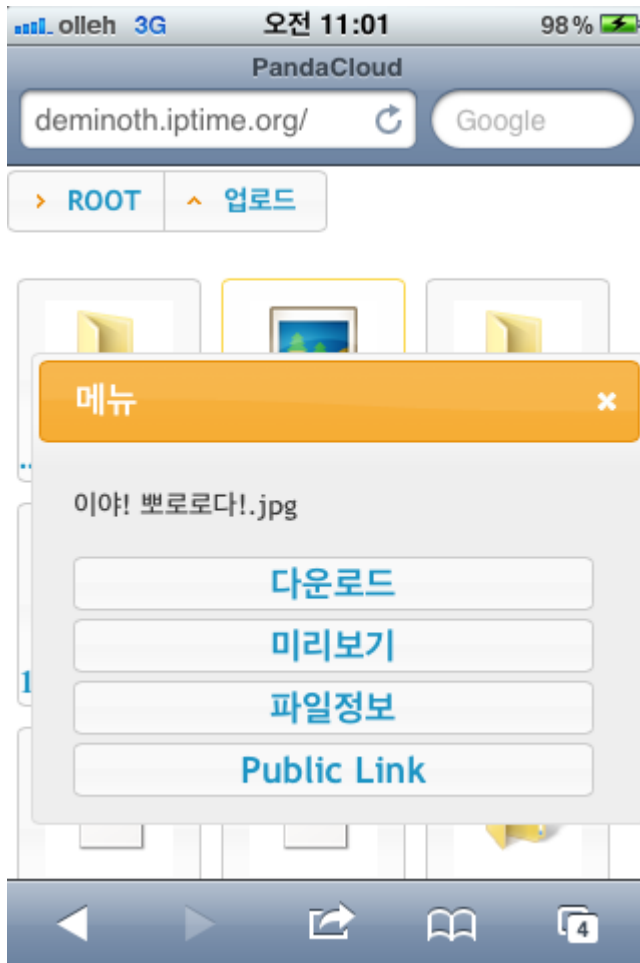 olleh 3G 오전 11:01 98%
PandaCloud
deminoth.iptime.org/ Google
ROOT 업로드
메뉴
..
이야! 뽀로로다!.jpg
다운로드
미리보기
1
파일정보
Public Link
4